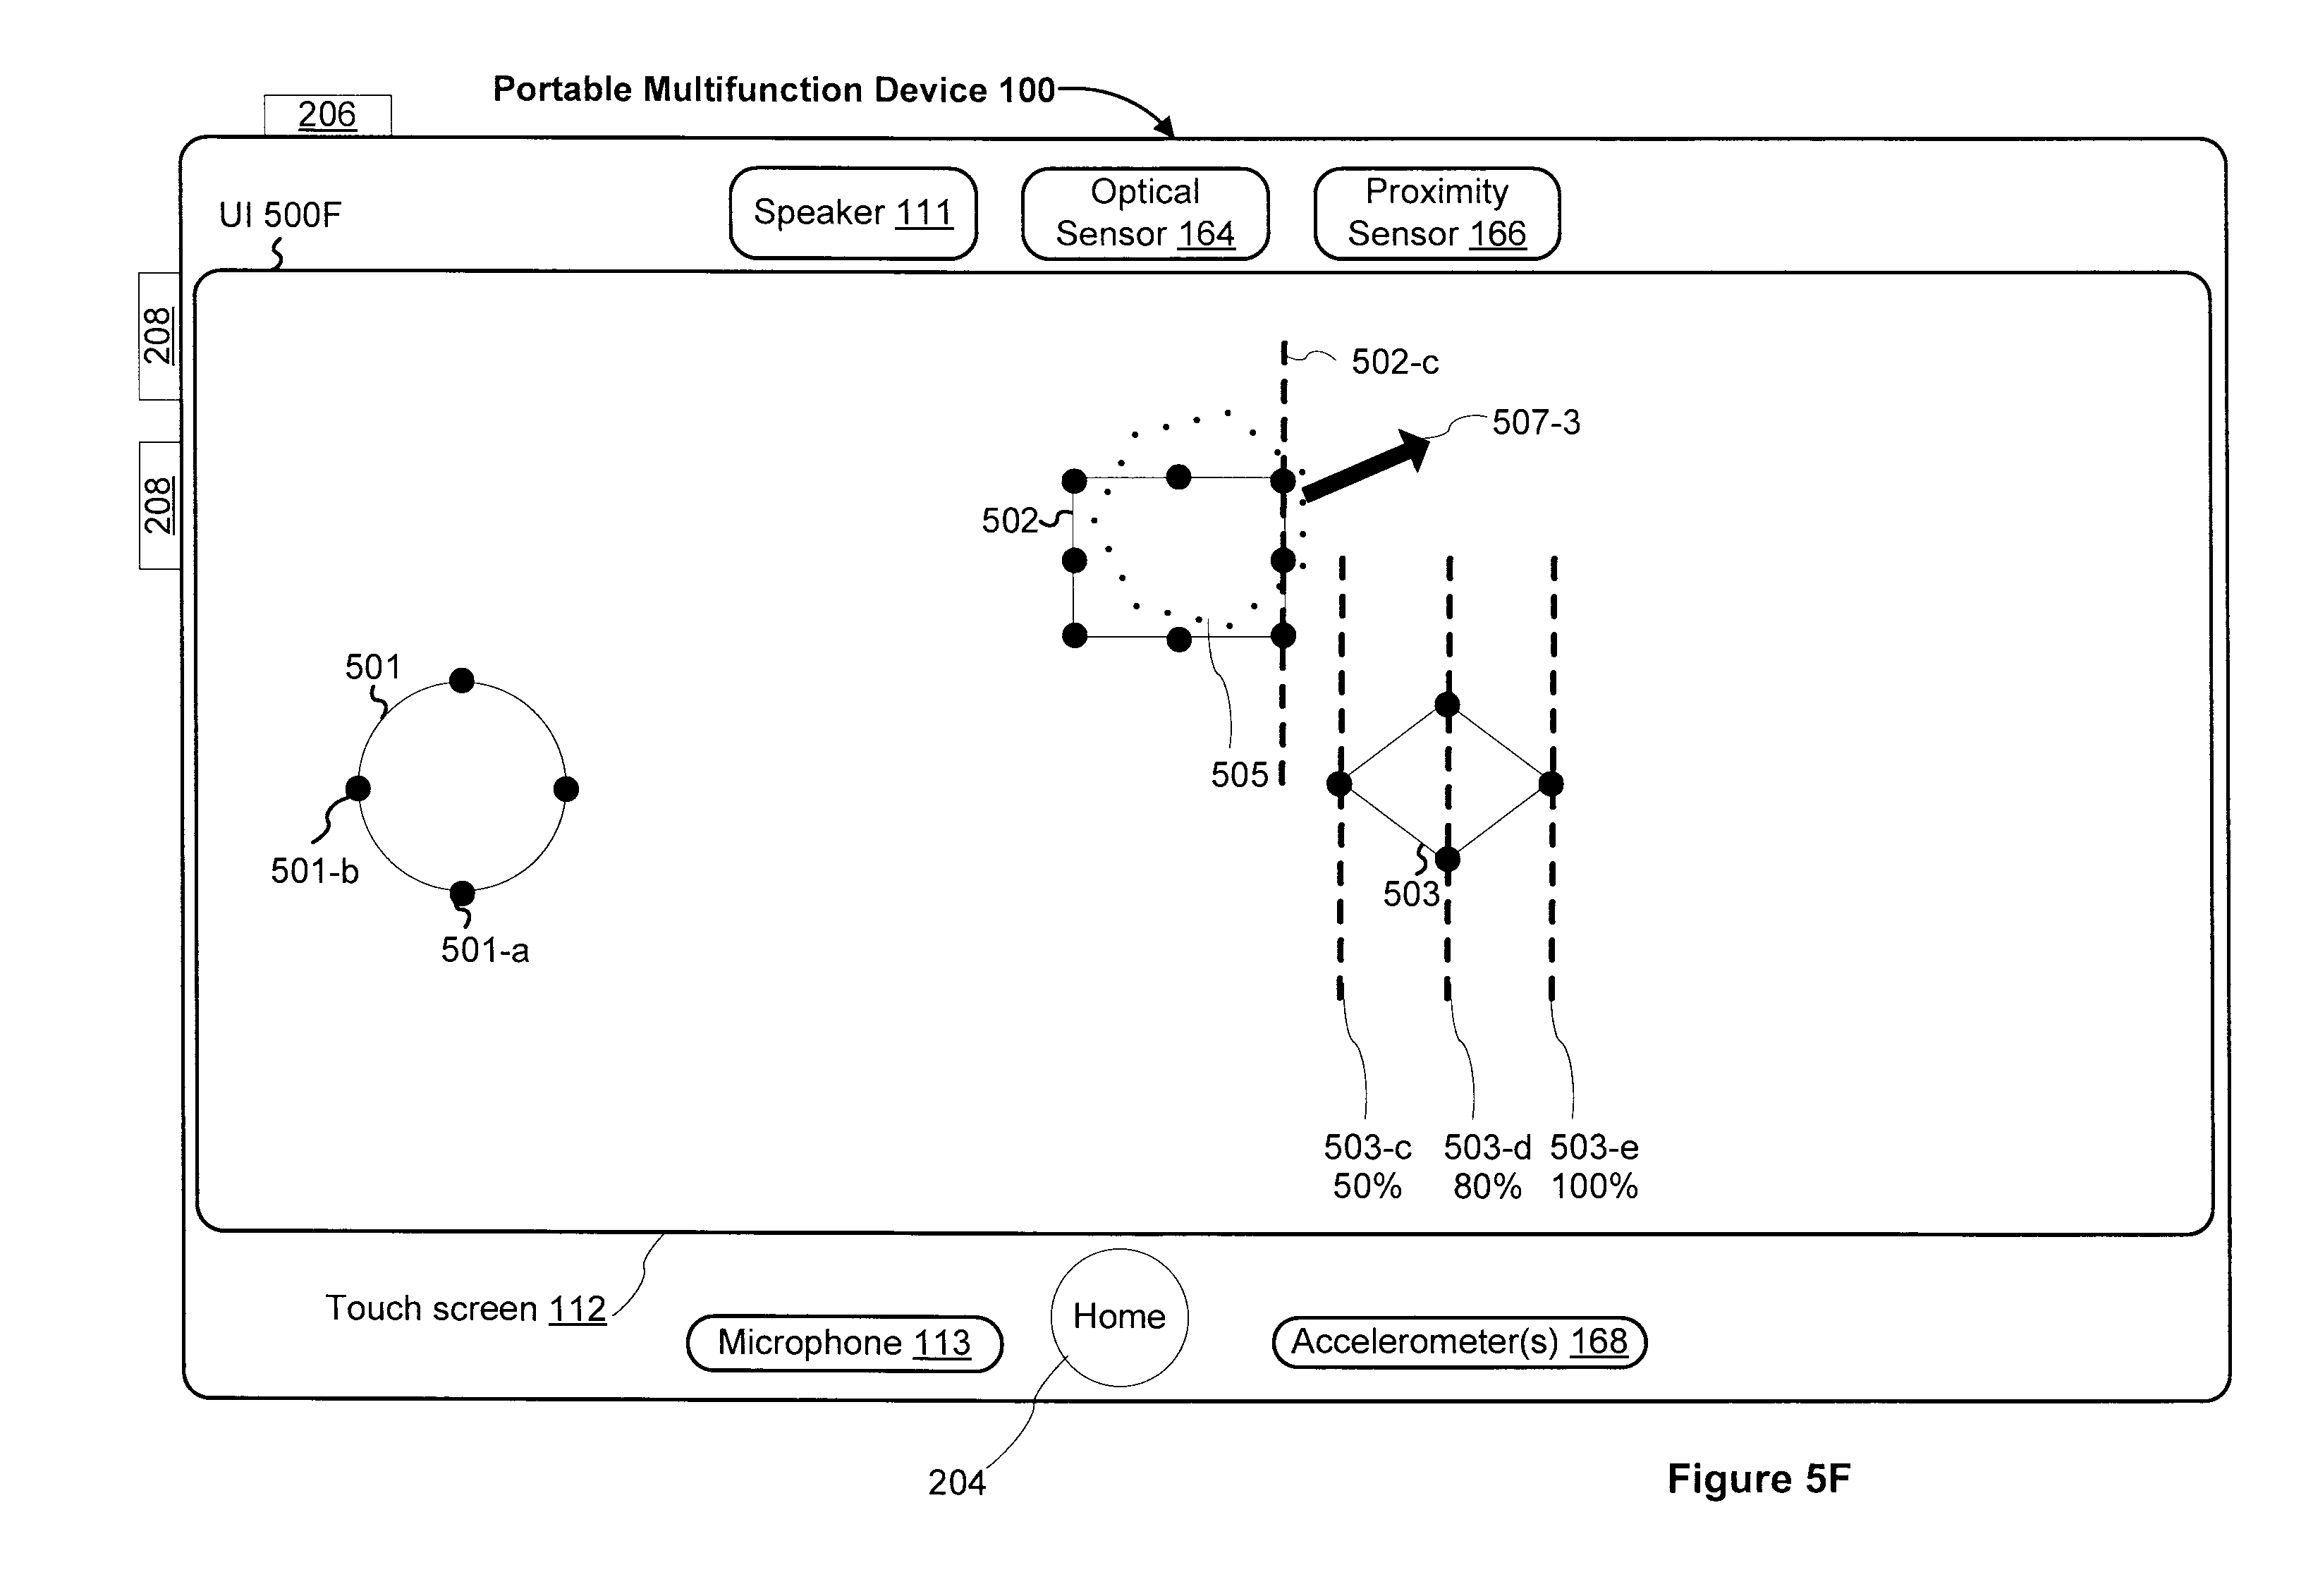 Portable Multifunction Device 100
206
UI 500F
Speaker 111
Optical
Sensor 164
Proximity
Sensor 166
208
208
502-c
507-3
502
505
501
501-b
501-a
503
503-c
50%
503-d
80%
503-e
100%
Touch screen 112
Microphone 113
Home
Accelerometer(s) 168
204
Figure 5F